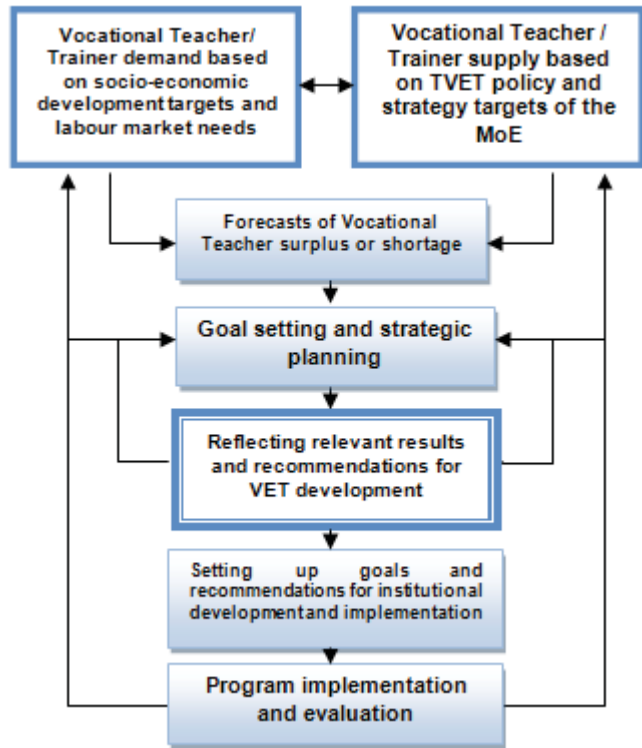 Vocational Teacher/
Trainer demand based
on socio-economic
development targets and
labour market needs
Vocational Teacher /
Trainer supply based
on TVET policy and
strategy targets of the
MoE
Forecasts of Vocational
Teacher surplus or shortage
Goal setting and strategic
planning
Reflecting relevant results
and recommendations for
VET development
Setting up goals and
recommendations for institutional
development and implementation
Program implementation
and evaluation